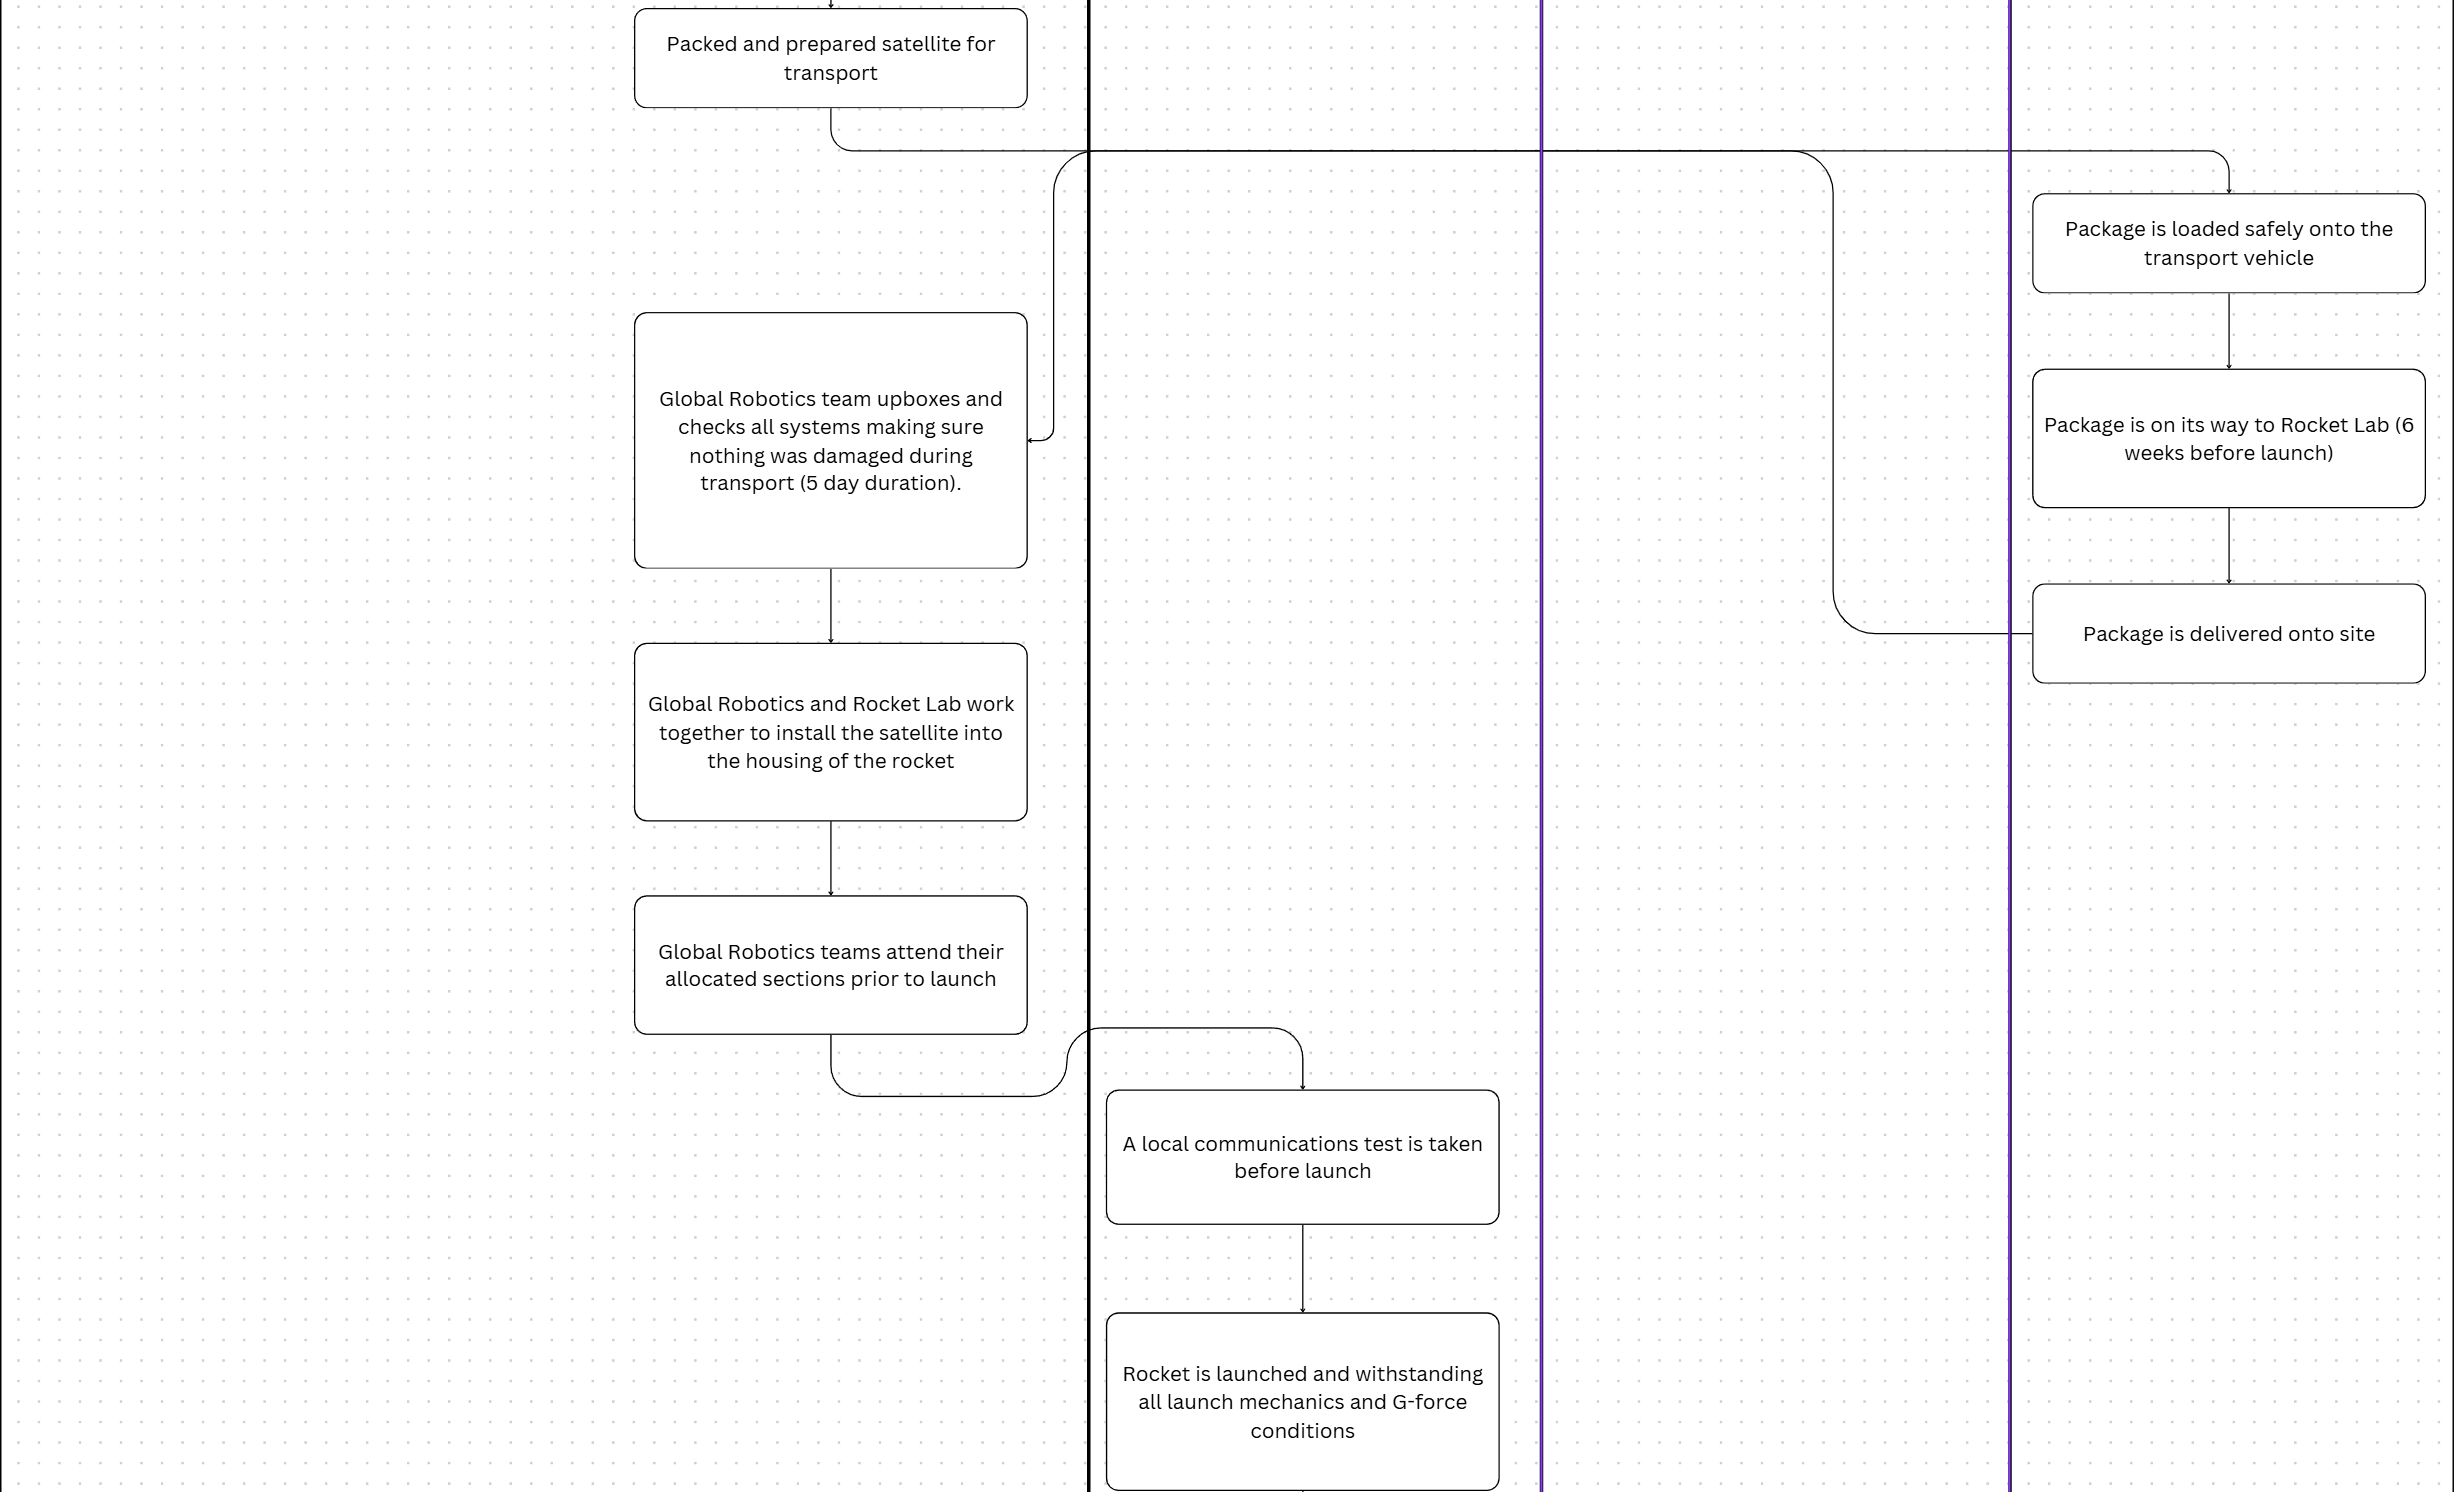 Packed and prepared satellite for
transport
Package is loaded safely onto the
transport vehicle
Package is on its way to Rocket Lab (6
weeks before launch)
Package is delivered onto site
Global Robotics team upboxes and
checks all systems making sure
nothing was damaged during
transport (5 day duration).
Global Robotics and Rocket Lab work
together to install the satellite into
the housing of the rocket
Global Robotics teams attend their
allocated sections prior to launch
A local communications test is taken
before launch
Rocket is launched and withstanding
all launch mechanics and G-force
conditions